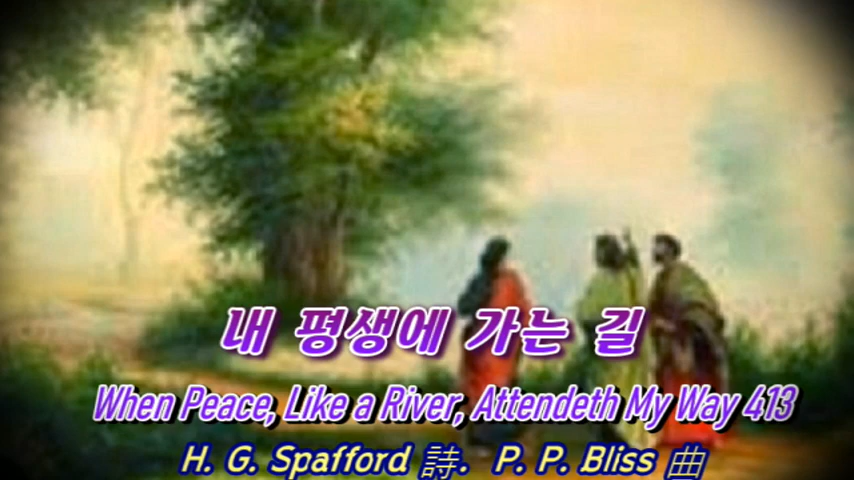 내 평생에 가는 길
When Peace, Like a River, Attendeth My Way 413
H. G. Spafford 詩. P. P. Bliss 曲